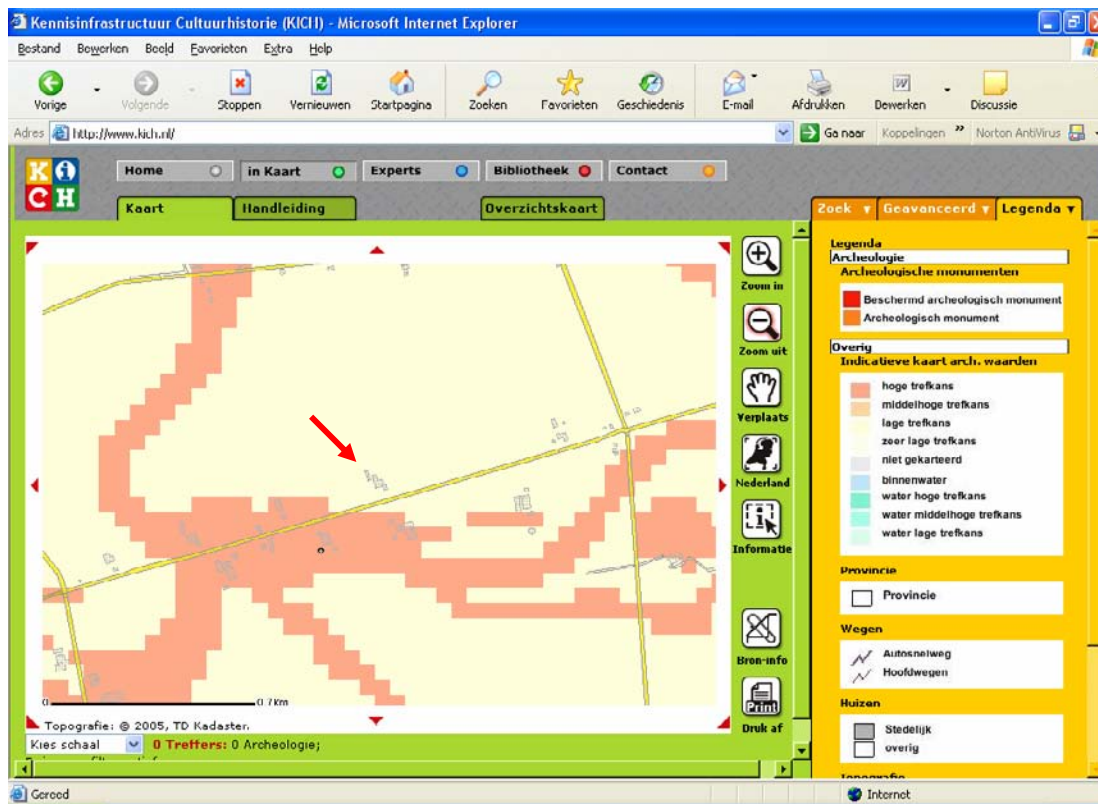 Kennisinfrastructuur Cultuurhistorie (KICH) - Microsoft Internet Explorer
Bestand Bewerken Beeld Favorieten Extra Help
Vorige Volgende Stoppen Vernieuwen Startpagina Zoeken Favorieten Geschiedenis E-mail Afdrukken Bewerken Discussie
Adres http://www.kich.nl/ Ga naar Koppelingen » Norton AntiVirus
K i C H
Home in Kaart Experts Bibliotheek Contact
Kaart Handleiding Overzichtskaart
Zoek Geavanceerd Legenda
Zoom in
Zoom uit
Verplaats
Nederland
Informatie
Bron-info
Print
Druk af
Legenda
Archeologie
Archeologische monumenten
Beschermd archeologisch monument
Archeologisch monument
Overig
Indicatieve kaart arch. waarden
hoge trefkans
middelhoge trefkans
lage trefkans
zeer lage trefkans
niet gekarteerd
binnenwater
water hoge trefkans
water middelhoge trefkans
water lage trefkans
Provincie
Provincie
Wegen
Autosnelweg
Hoofdwegen
Huizen
Stedelijk
overig
Topografie
0 0.7Km
Topografie: © 2005, TD Kadaster.
Kies schaal 0 Treffers: 0 Archeologie;
Gereed Internet